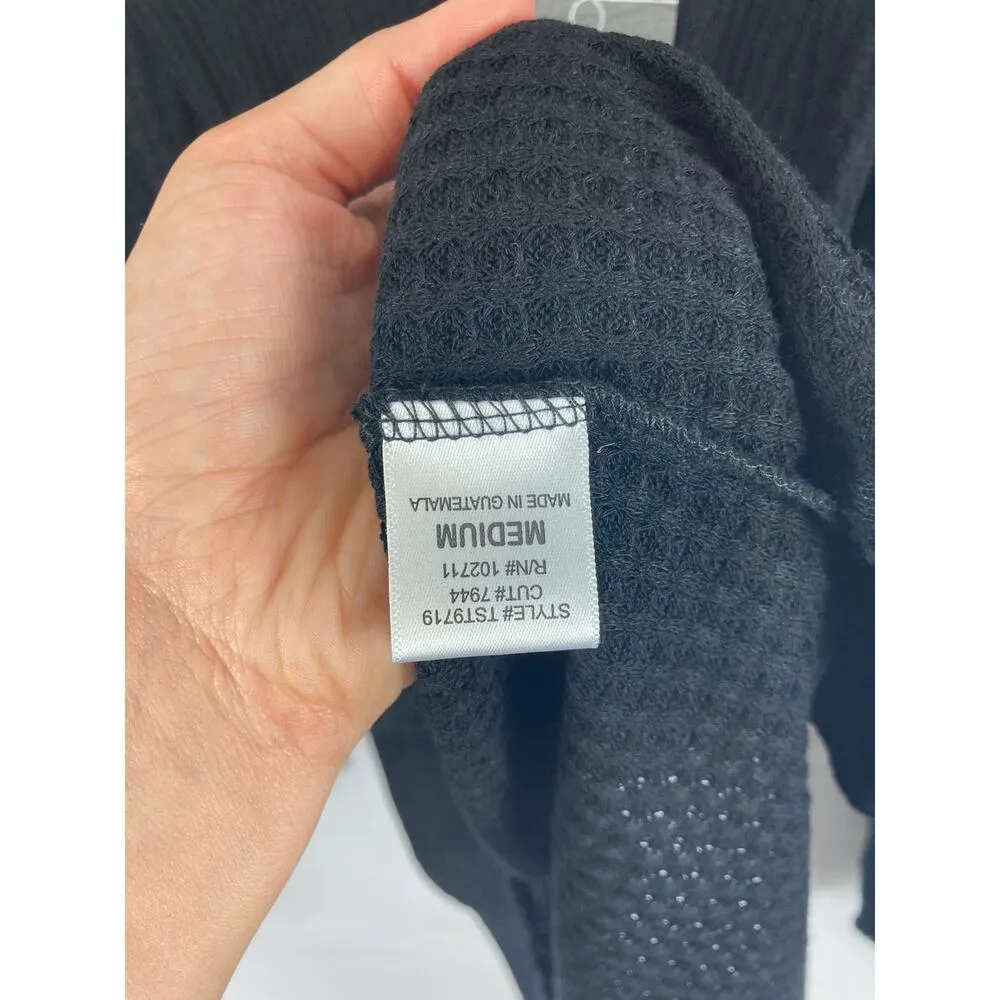 STYLE# TST9719
CUT# 7944
R/N# 102711
MEDIUM
MADE IN GUATEMALA